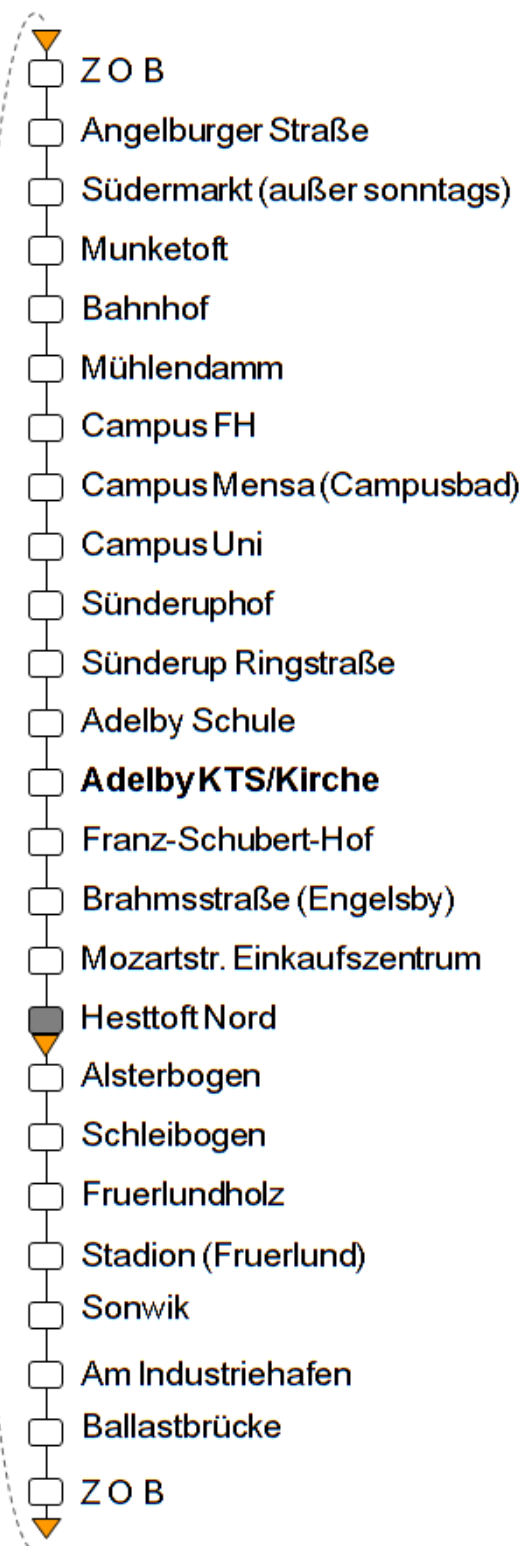 Z O B
Angelburger Straße
Südermarkt (außer sonntags)
Munketoft
Bahnhof
Mühlendamm
Campus FH
Campus Mensa (Campusbad)
Campus Uni
Sünderuphof
Sünderup Ringstraße
Adelby Schule
Adelby KTS/Kirche
Franz-Schubert-Hof
Brahmsstraße (Engelsby)
Mozartstr. Einkaufszentrum
Hesttoft Nord
Alsterbogen
Schleibogen
Fruerlundholz
Stadion (Fruerlund)
Sonwik
Am Industriehafen
Ballastbrücke
Z O B